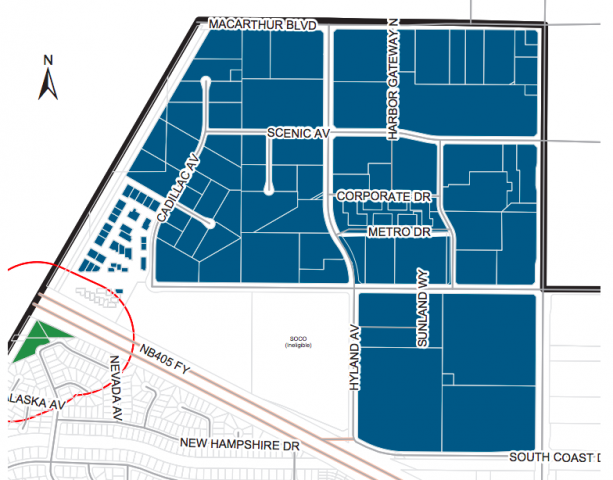 MACARTHUR BLVD
HARBOR GATEWAY N
N
SCENIC AV
CADILLAC AV
CORPORATE DR
METRO DR
SUNLAND WY
SOCO
(Ineligible)
HYLAND AV
NB405 FY
NEVADA AV
ALASKA AV
NEW HAMPSHIRE DR
SOUTH COAST D